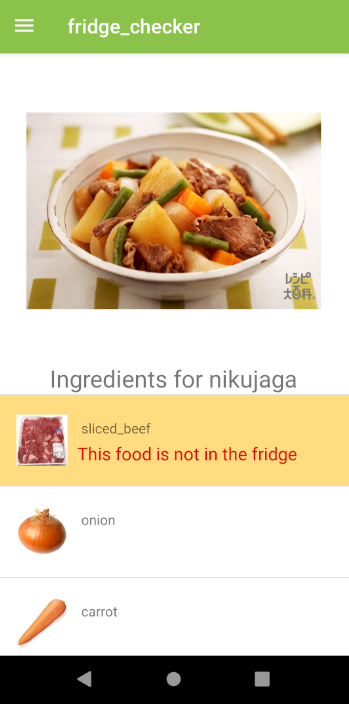 fridge_checker
レシピ
大百科
Ingredients for nikujaga
sliced_beef
This food is not in the fridge
onion
carrot